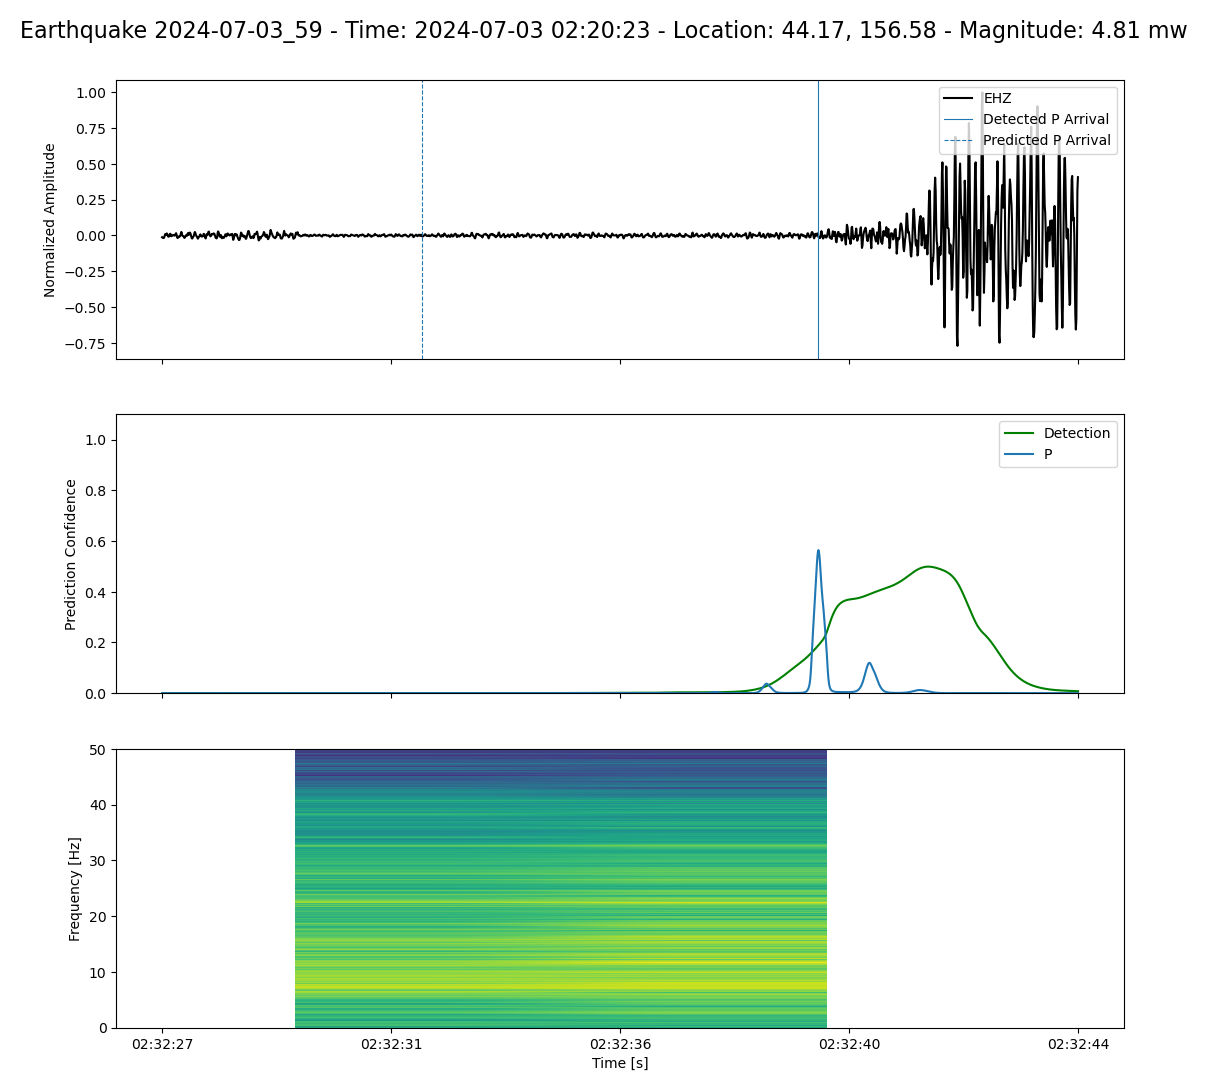 Earthquake 2024-07-03_59 - Time: 2024-07-03 02:20:23 - Location: 44.17, 156.58 - Magnitude: 4.81 mw
Normalized Amplitude
1.00
0.75
0.50
0.25
0.00
−0.25
−0.50
−0.75
EHZ
Detected P Arrival
Predicted P Arrival
Prediction Confidence
1.0
0.8
0.6
0.4
0.2
0.0
Detection
P
Frequency [Hz]
50
40
30
20
10
0
02:32:27 02:32:31 02:32:36 02:32:40 02:32:44
Time [s]